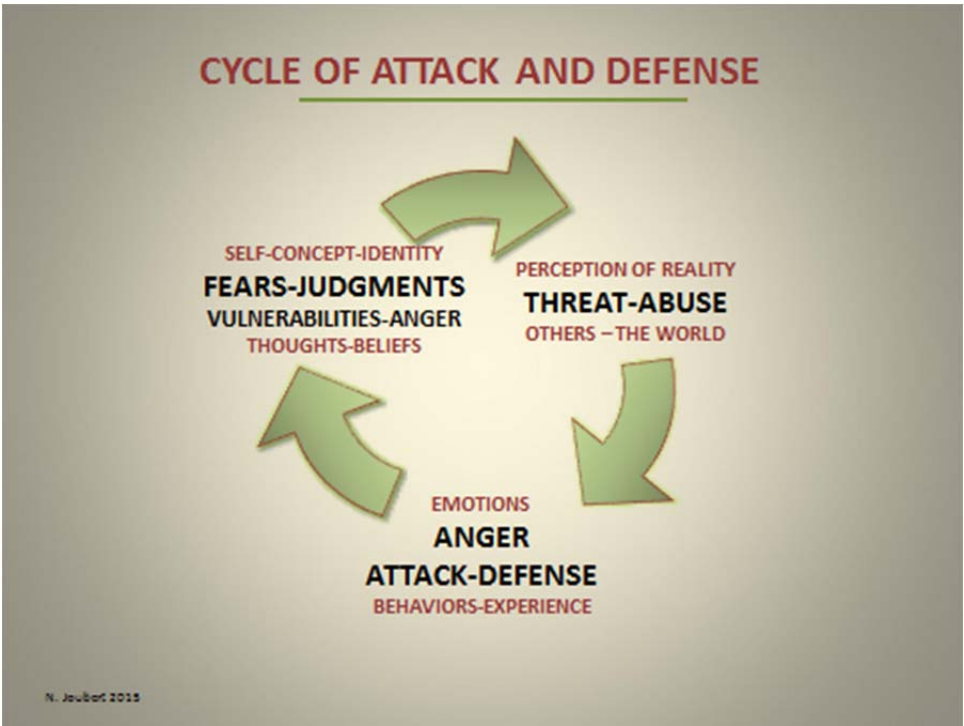 CYCLE OF ATTACK AND DEFENSE
SELF-CONCEPT-IDENTITY
FEARS-JUDGMENTS
VULNERABILITIES-ANGER
THOUGHTS-BELIEFS
PERCEPTION OF REALITY
THREAT-ABUSE
OTHERS – THE WORLD
EMOTIONS
ANGER
ATTACK-DEFENSE
BEHAVIORS-EXPERIENCE
N. Joubert